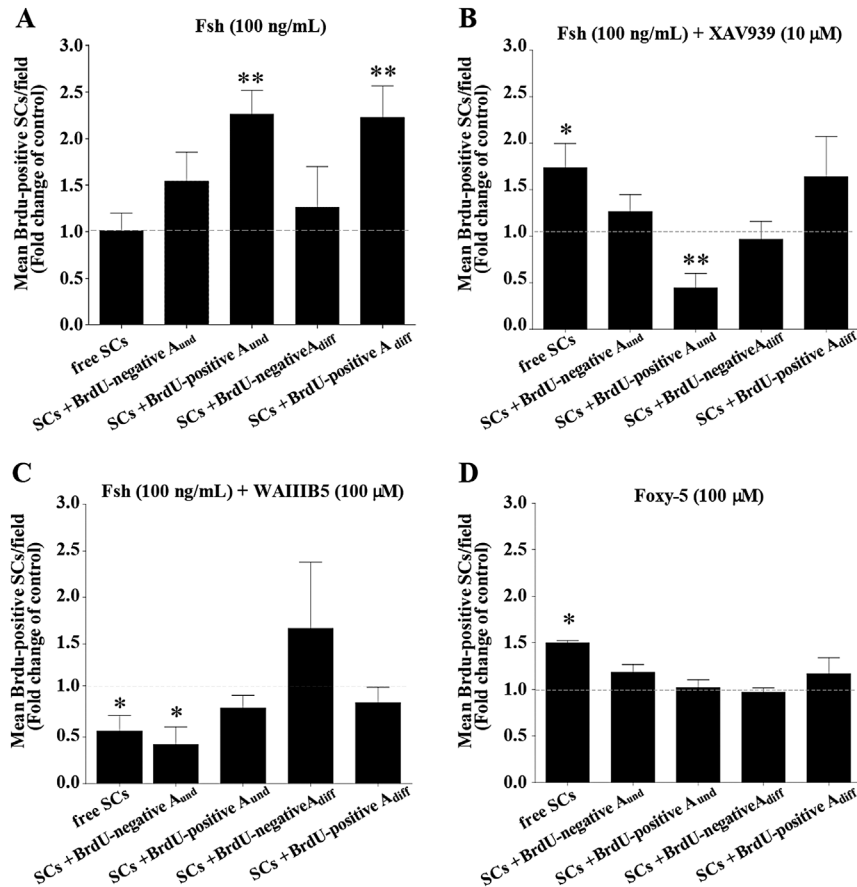 A
Fsh (100 ng/mL)
Mean Brdu-positive SCs/field
(Fold change of control)
3.0
2.5
2.0
1.5
1.0
0.5
0.0
**
**
free SCs
SCs +BrdU-negative Aund
SCs +BrdU-positive Aund
SCs +BrdU-negativeAdiff
SCs +BrdU-positive A diff
B
Fsh (100 ng/mL) + XAV939 (10 µM)
Mean Brdu-positive SCs/field
(Fold change of control)
3.0
2.5
2.0
1.5
1.0
0.5
0.0
*
**
free SCs
SCs +BrdU-negative Aund
SCs +BrdU-positive Aund
SCs +BrdU-negativeAdiff
SCs +BrdU-positive Adiff
C
Fsh (100 ng/mL) + WAIIIB5 (100 µM)
Mean Brdu-positive SCs/field
(Fold change of control)
3.0
2.5
2.0
1.5
1.0
0.5
0.0
*
*
free SCs
SCs +BrdU-negative Aund
SCs +BrdU-positive Aund
SCs +BrdU-negativeAdiff
SCs +BrdU-positive Adiff
D
Foxy-5 (100 µM)
Mean Brdu-positive SCs/field
(Fold change of control)
3.0
2.5
2.0
1.5
1.0
0.5
0.0
*
free SCs
SCs +BrdU-negative Aund
SCs +BrdU-positive Aund
SCs +BrdU-negativeAdiff
SCs +BrdU-positive Adiff